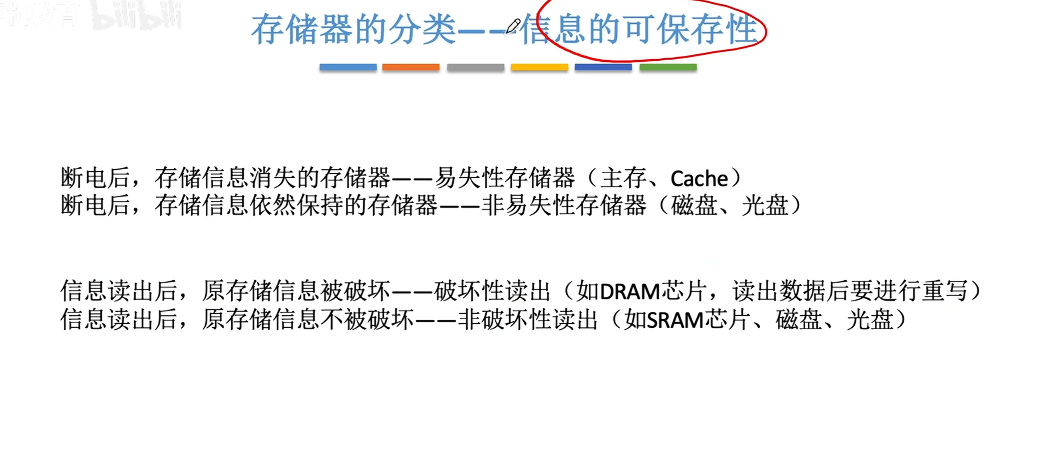 bilibili
存储器的分类——信息的可保存性
断电后，存储信息消失的存储器——易失性存储器（主存、Cache）
断电后，存储信息依然保持的存储器——非易失性存储器（磁盘、光盘）
信息读出后，原存储信息被破坏——破坏性读出（如DRAM芯片，读出数据后要进行重写）
信息读出后，原存储信息不被破坏——非破坏性读出（如SRAM芯片、磁盘、光盘）